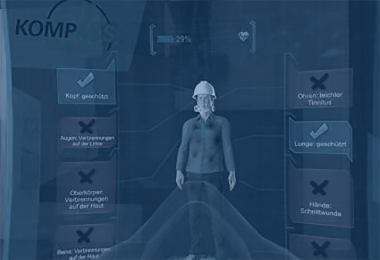 KOMP
29%
Kopf: geschützt
Augen: Verbrennungen
auf der Linse
Oberkörper:
Verbrennungen
auf der Haut
Beine: Verbrennungen
auf der Haut
Ohren: leichter
Tinnitus
Lunge: geschützt
Hände:
Schnittwunde